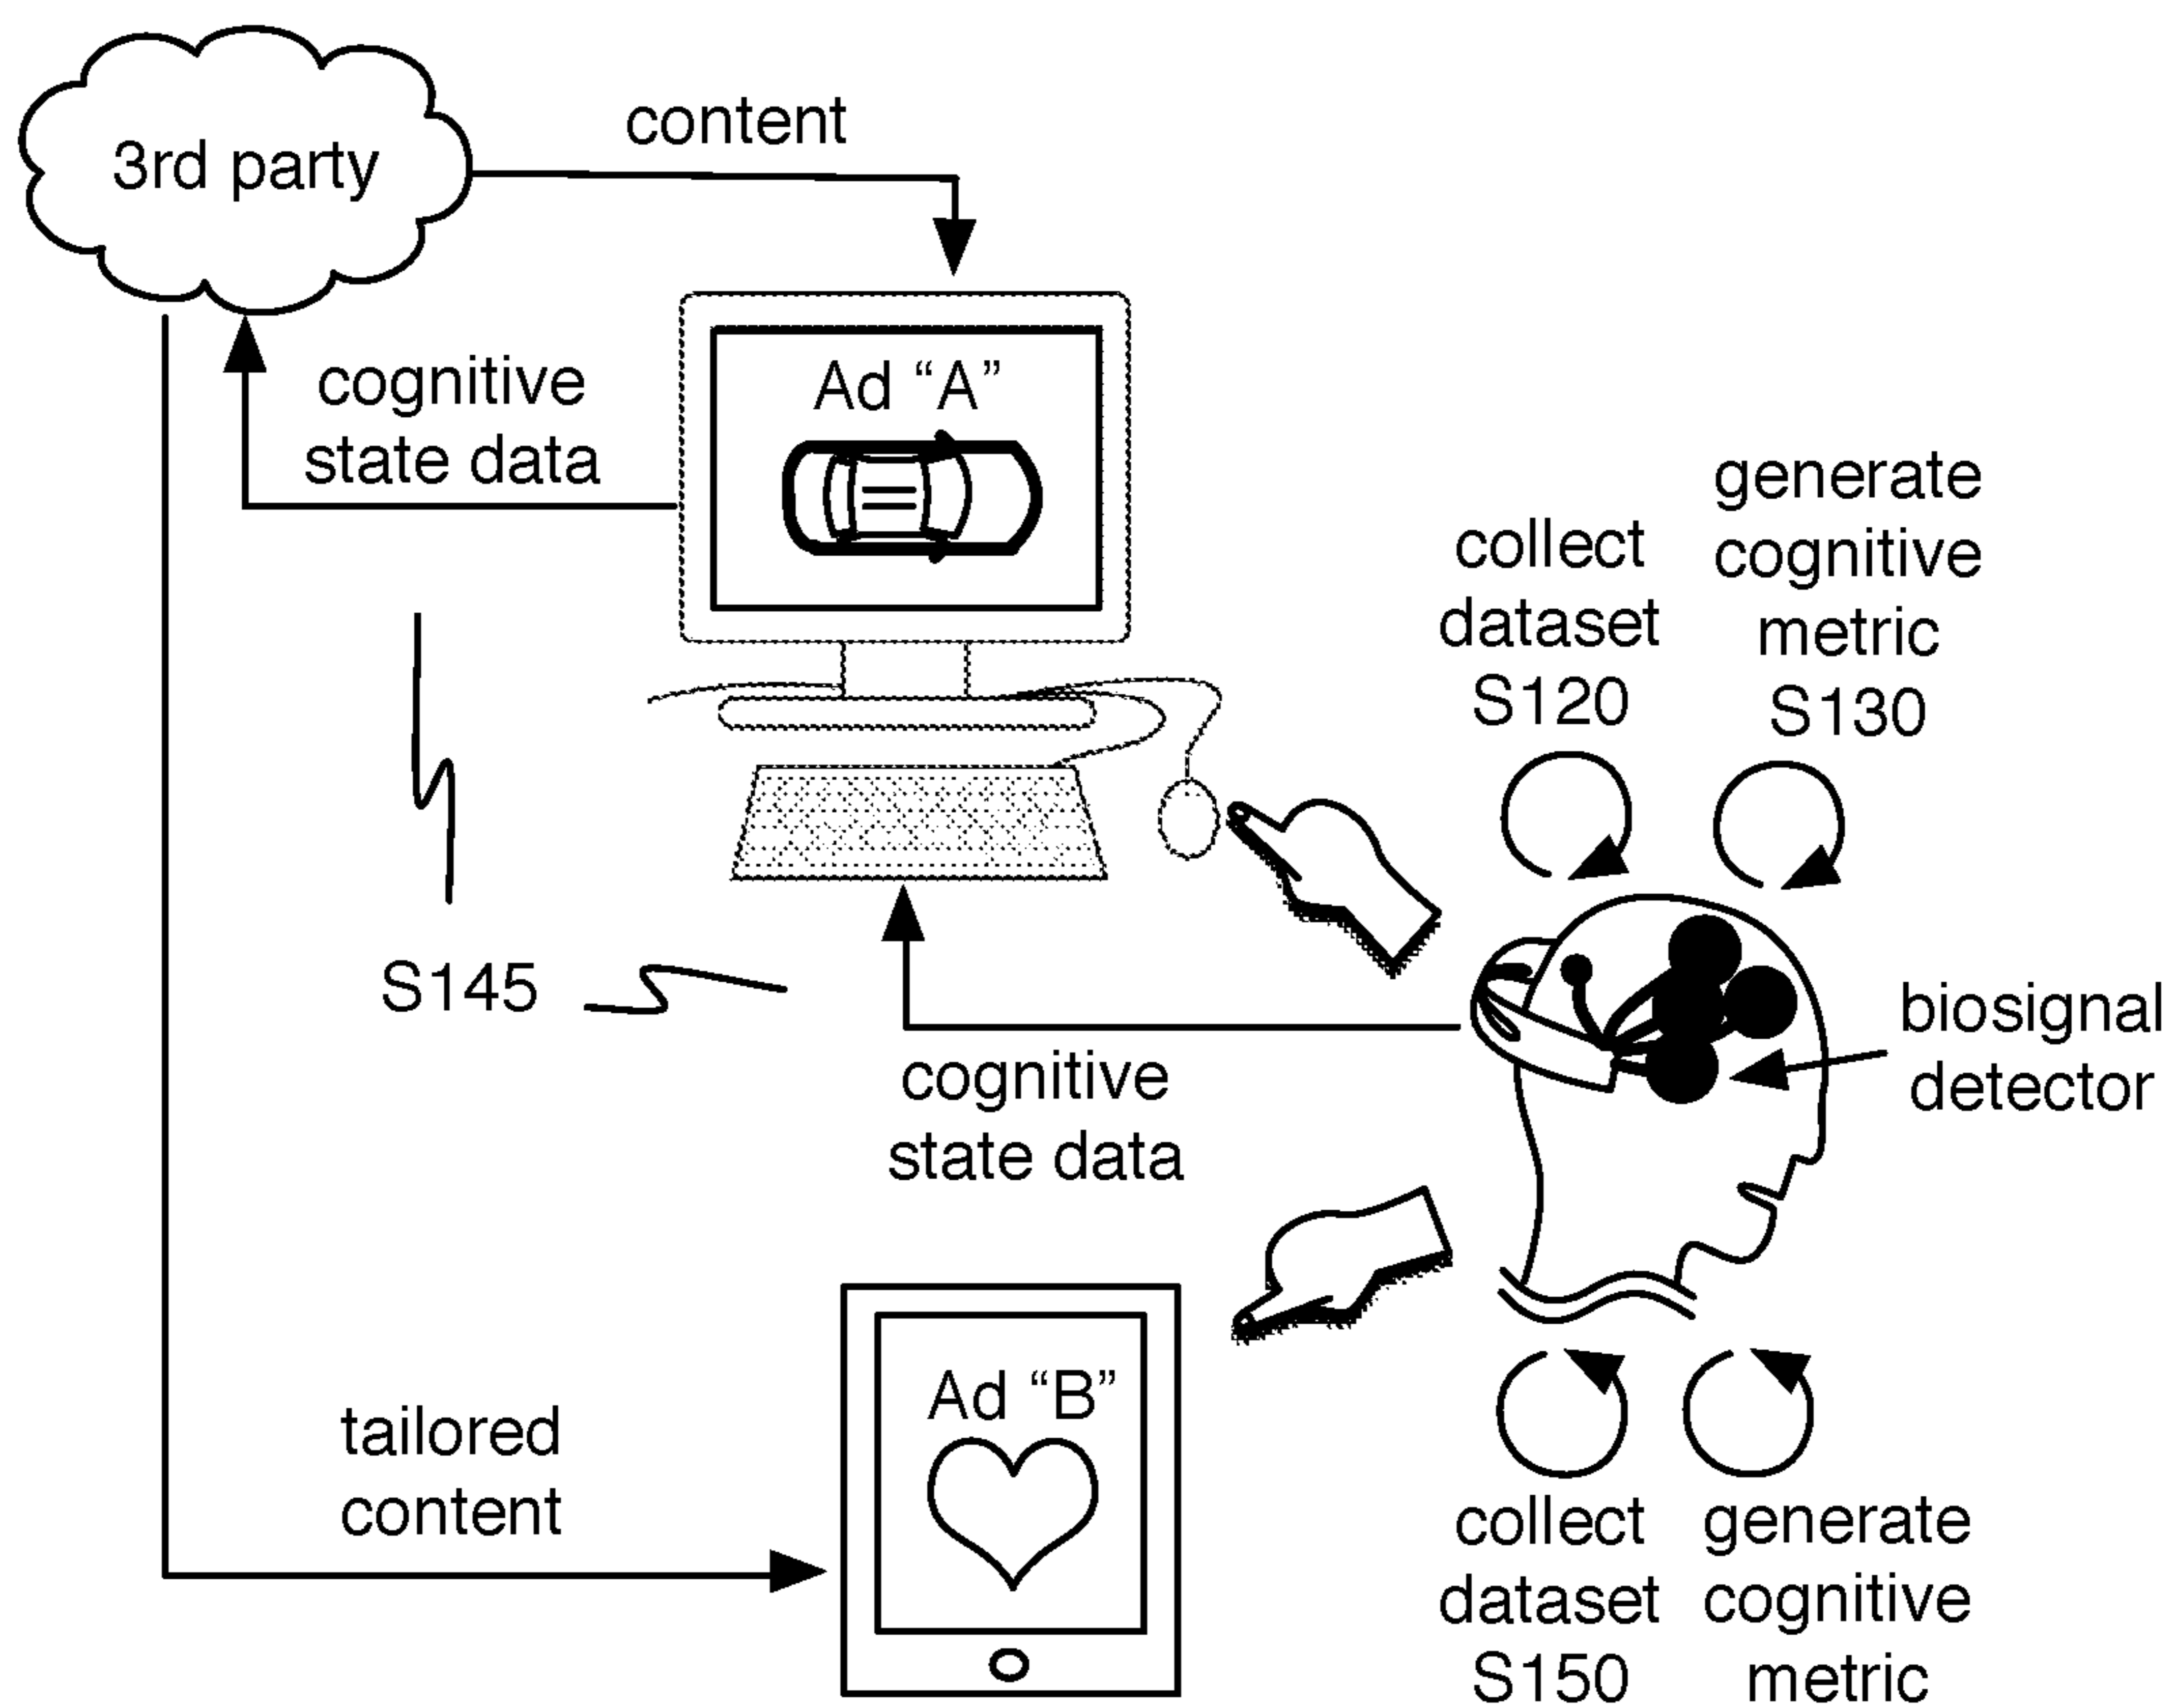 3rd party
content
cognitive
state data
Ad “A”
collect
dataset
S120
generate
cognitive
metric
S130
S145
cognitive
state data
biosignal
detector
tailored
content
Ad “B”
collect
dataset
S150
generate
cognitive
metric